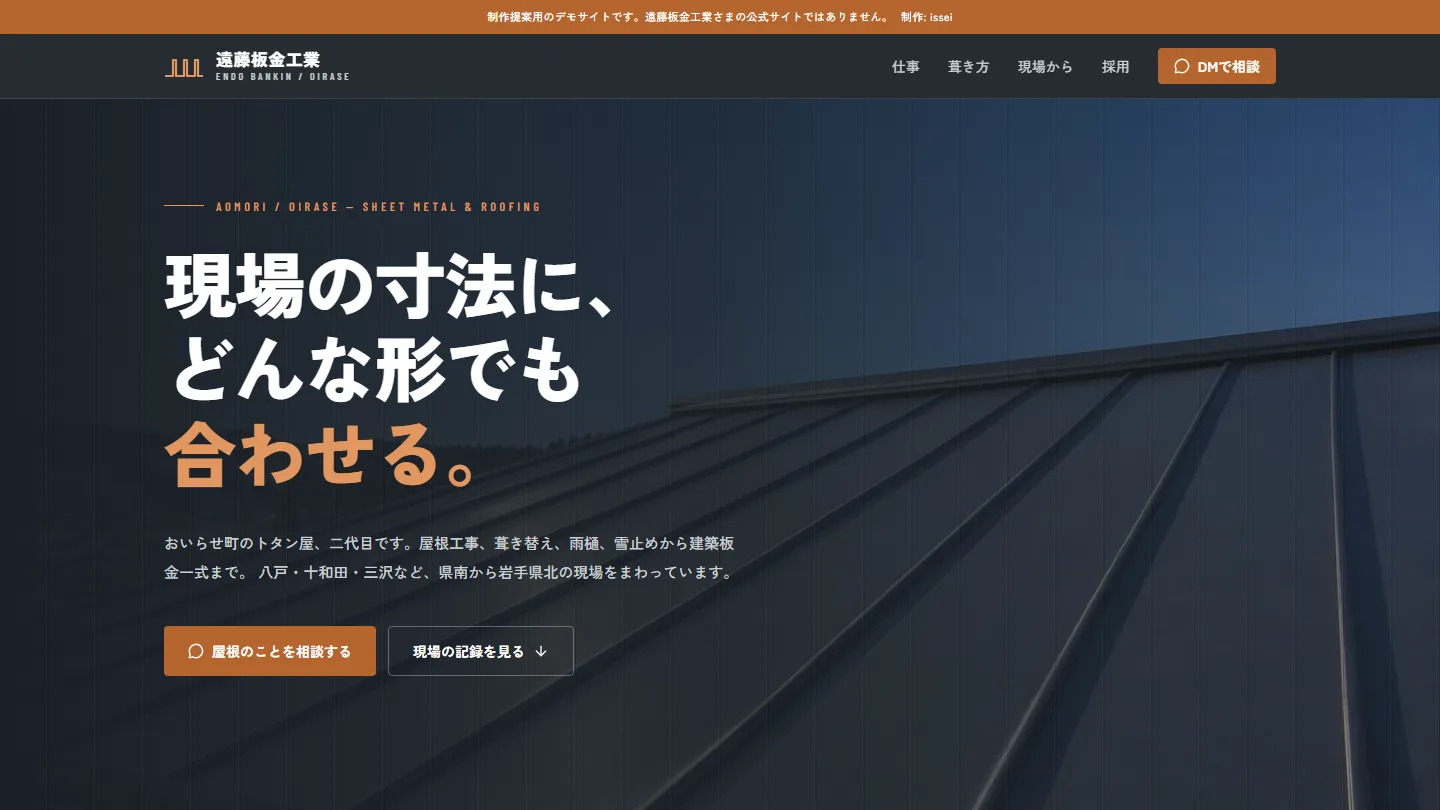 制作提案用のデモサイトです。遠藤板金工業さまの公式サイトではありません。 制作: issei
遠藤板金工業
ENDO BANKIN / OIRASE
仕事
葺き方
現場から
採用
DMで相談
AOMORI / OIRASE — SHEET METAL & ROOFING
現場の寸法に、
どんな形でも
合わせる。
おいらせ町のトタン屋、二代目です。屋根工事、葺き替え、雨樋、雪止めから建築板
金一式まで。 八戸・十和田・三沢など、県南から岩手県北の現場をまわっています。
屋根のことを相談する
現場の記録を見る ↓